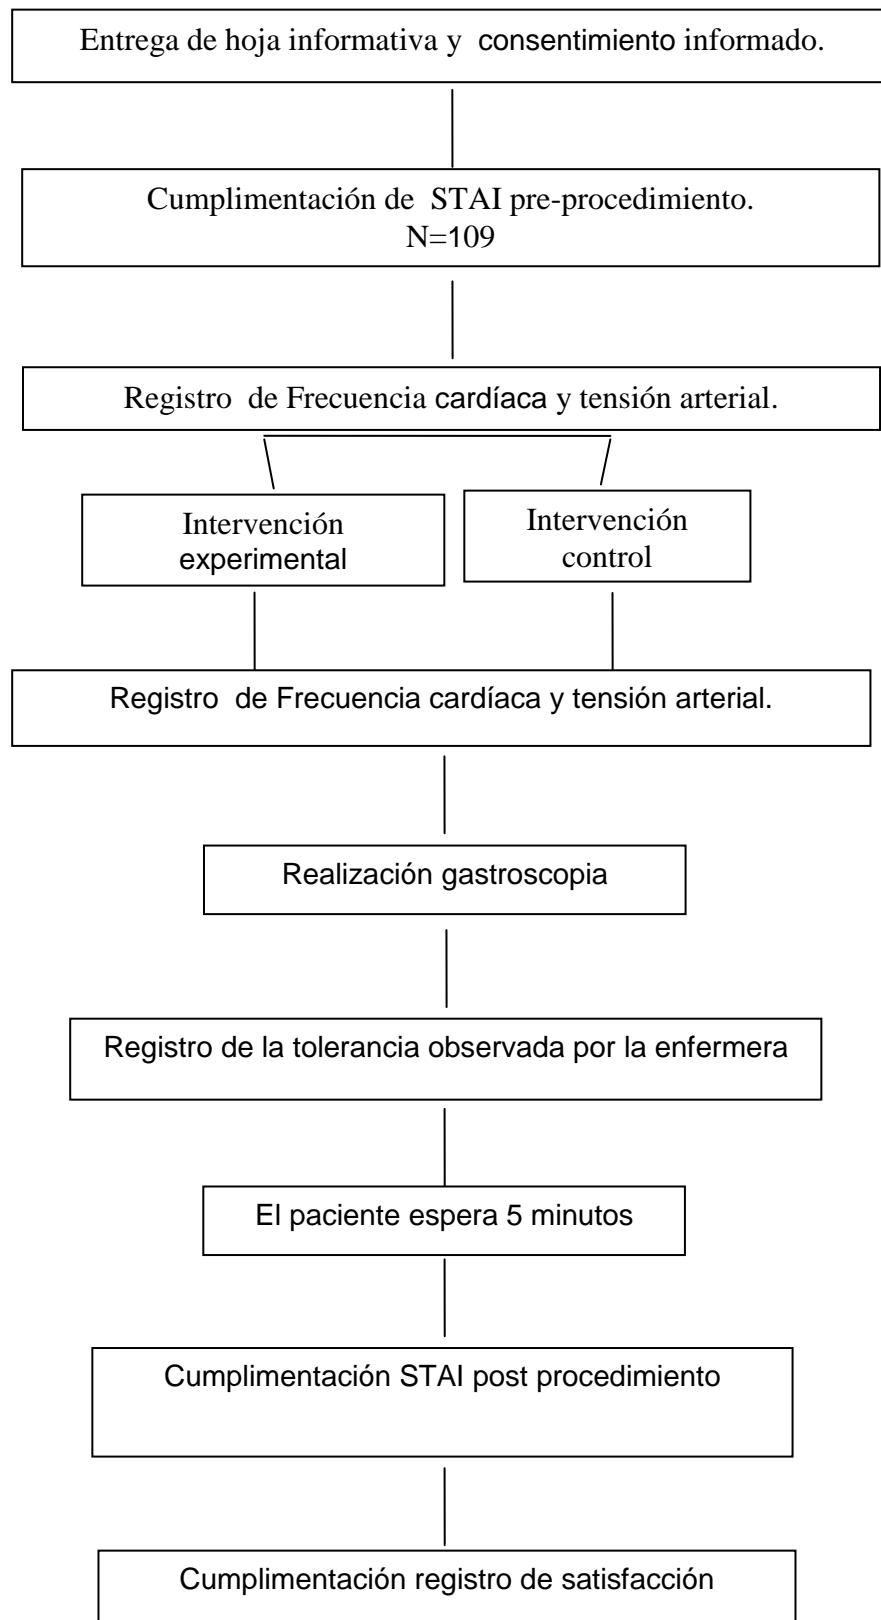 Entrega de hoja informativa y consentimiento informado.
Cumplimentación de STAI pre-procedimiento.
N=109
Registro de Frecuencia cardíaca y tensión arterial.
Intervención
experimental
Intervención
control
Registro de Frecuencia cardíaca y tensión arterial.
Realización gastroscopia
Registro de la tolerancia observada por la enfermera
El paciente espera 5 minutos
Cumplimentación STAI post procedimiento
Cumplimentación registro de satisfacción